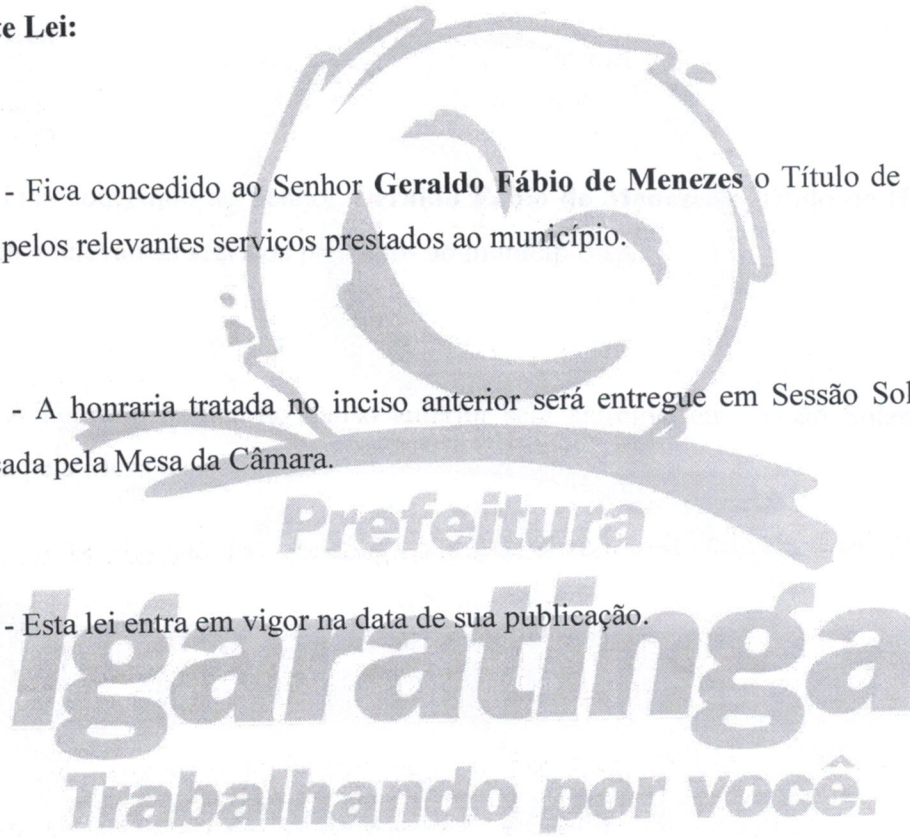 te Lei:
- Fica concedido ao Senhor Geraldo Fábio de Menezes o Título de
pelos relevantes serviços prestados ao município.
- A honraria tratada no inciso anterior será entregue em Sessão Sol
ada pela Mesa da Câmara.
Prefeitura
- Esta lei entra em vigor na data de sua publicação.
Igaratinga
Trabalhando por você.